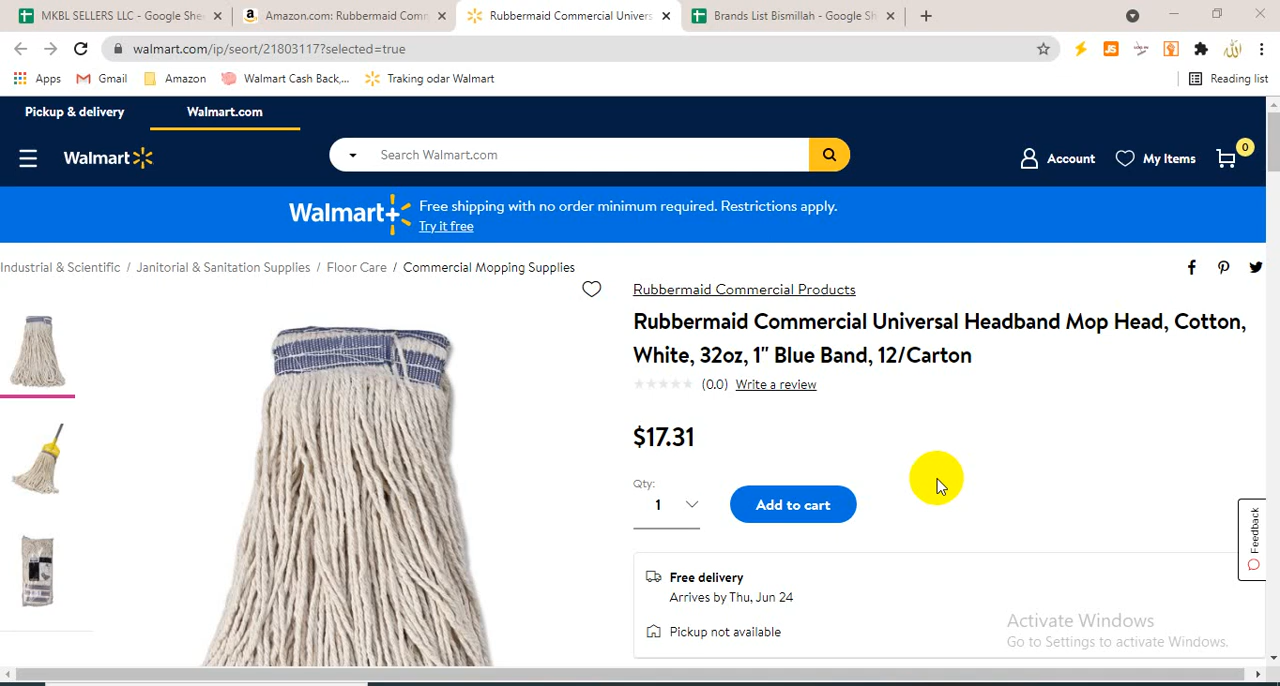 MKBL SELLERS LLC - Google She
Amazon.com: Rubbermaid Comm
Rubbermaid Commercial Univers
Brands List Bismillah - Google Sh
walmart.com/ip/seort/21803117?selected=true
Apps
Gmail
Amazon
Walmart Cash Back,...
Traking odar Walmart
Reading list
Pickup & delivery
Walmart.com
Walmart
Search Walmart.com
Account
My Items
0
Walmart+
Free shipping with no order minimum required. Restrictions apply.
Try it free
Industrial & Scientific / Janitorial & Sanitation Supplies / Floor Care / Commercial Mopping Supplies
Rubbermaid Commercial Products
Rubbermaid Commercial Universal Headband Mop Head, Cotton,
White, 32oz, 1" Blue Band, 12/Carton
(0.0) Write a review
$17.31
Qty:
1
Add to cart
Feedback
Free delivery
Arrives by Thu, Jun 24
Pickup not available
Activate Windows
Go to Settings to activate Windows.